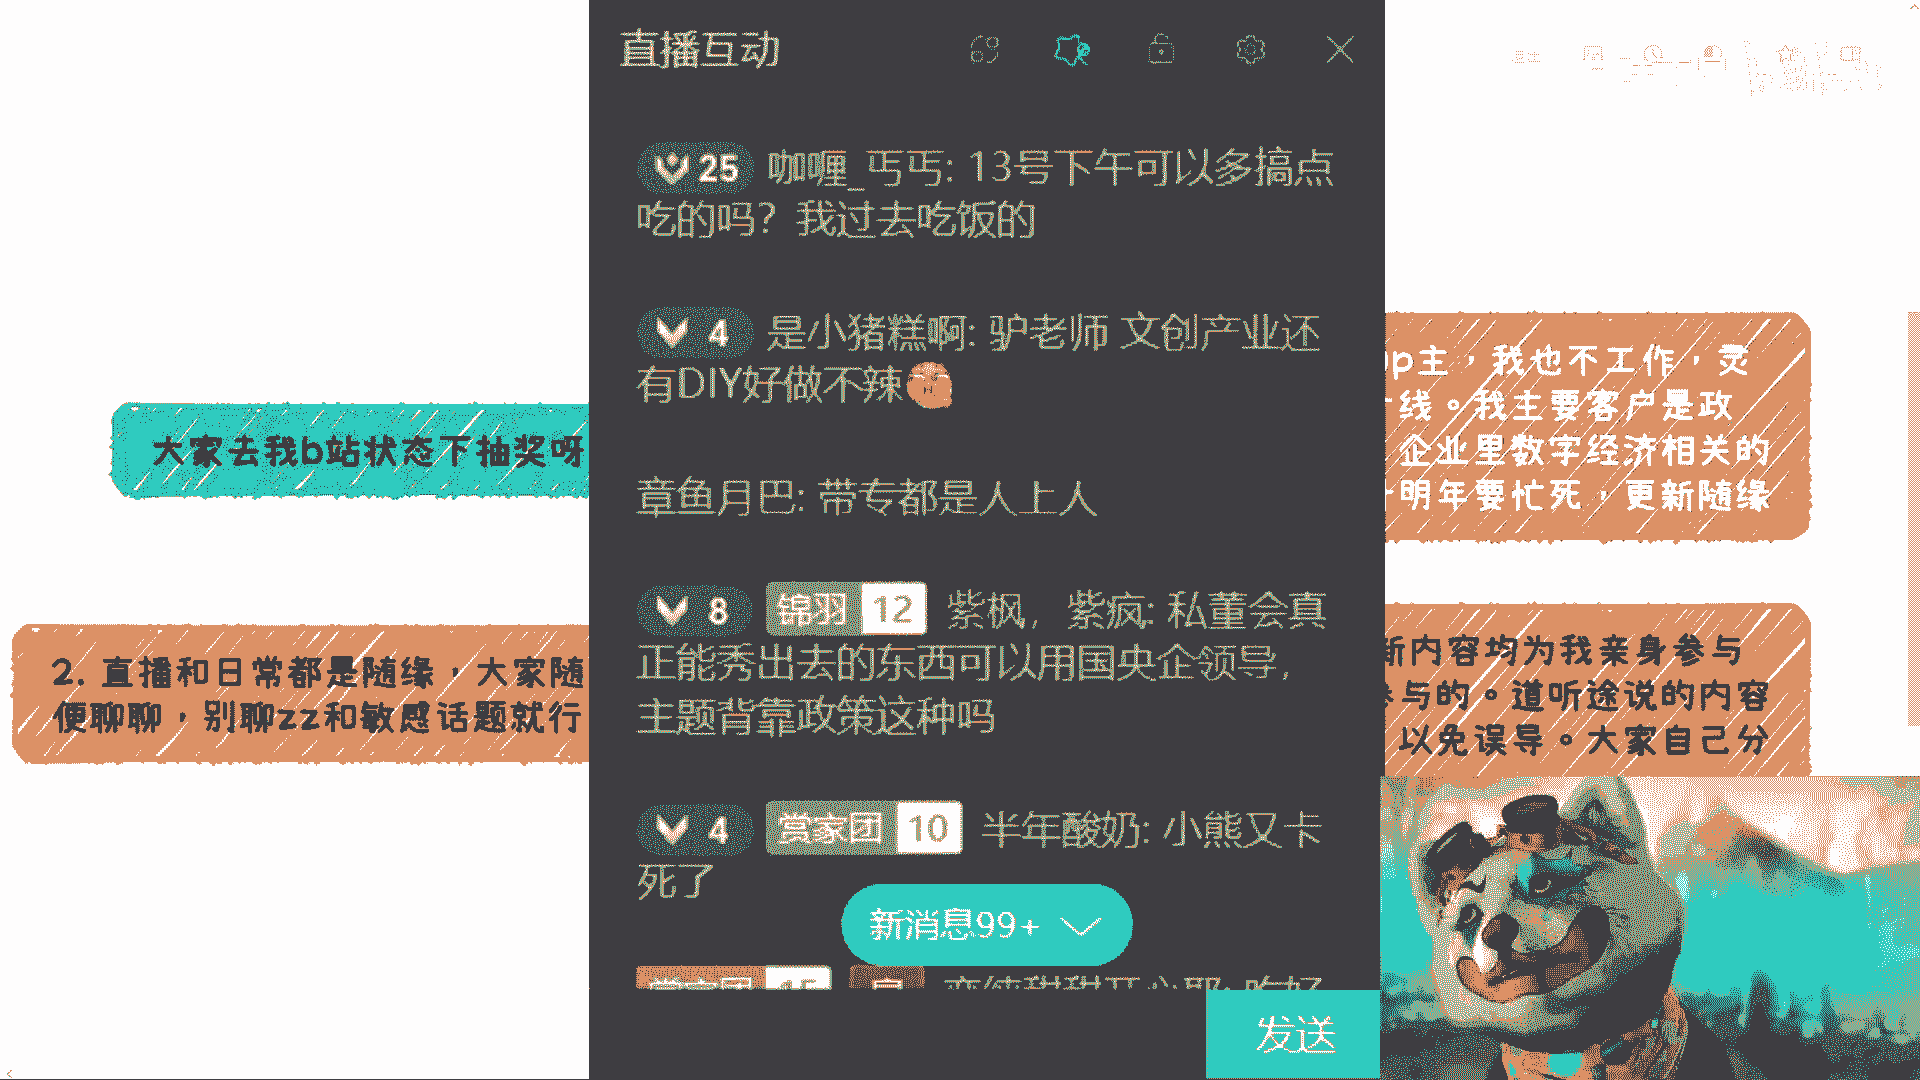 直播互动
25 咖喱_丐丐: 13号下午可以多搞点
吃的吗？我过去吃饭的
4 是小猪糕啊: 驴老师 文创产业还
有DIY好做不辣
章鱼月巴: 带专都是人上人
8 锦羽 12 紫枫，紫疯: 私董会真
正能秀出去的东西可以用国央企领导,
主题背靠政策这种吗
4 赏家团 10 半年酸奶: 小熊又卡
死了
新消息99+
发送
大家去我b站状态下抽奖呀
2. 直播和日常都是随缘，大家随
便聊聊，别聊zz和敏感话题就行
p主，我也不工作，灵
线。我主要客户是政
企业里数字经济相关的
明年要忙死，更新随缘
新内容均为我亲身参与
参与的。道听途说的内容
以免误导。大家自己分